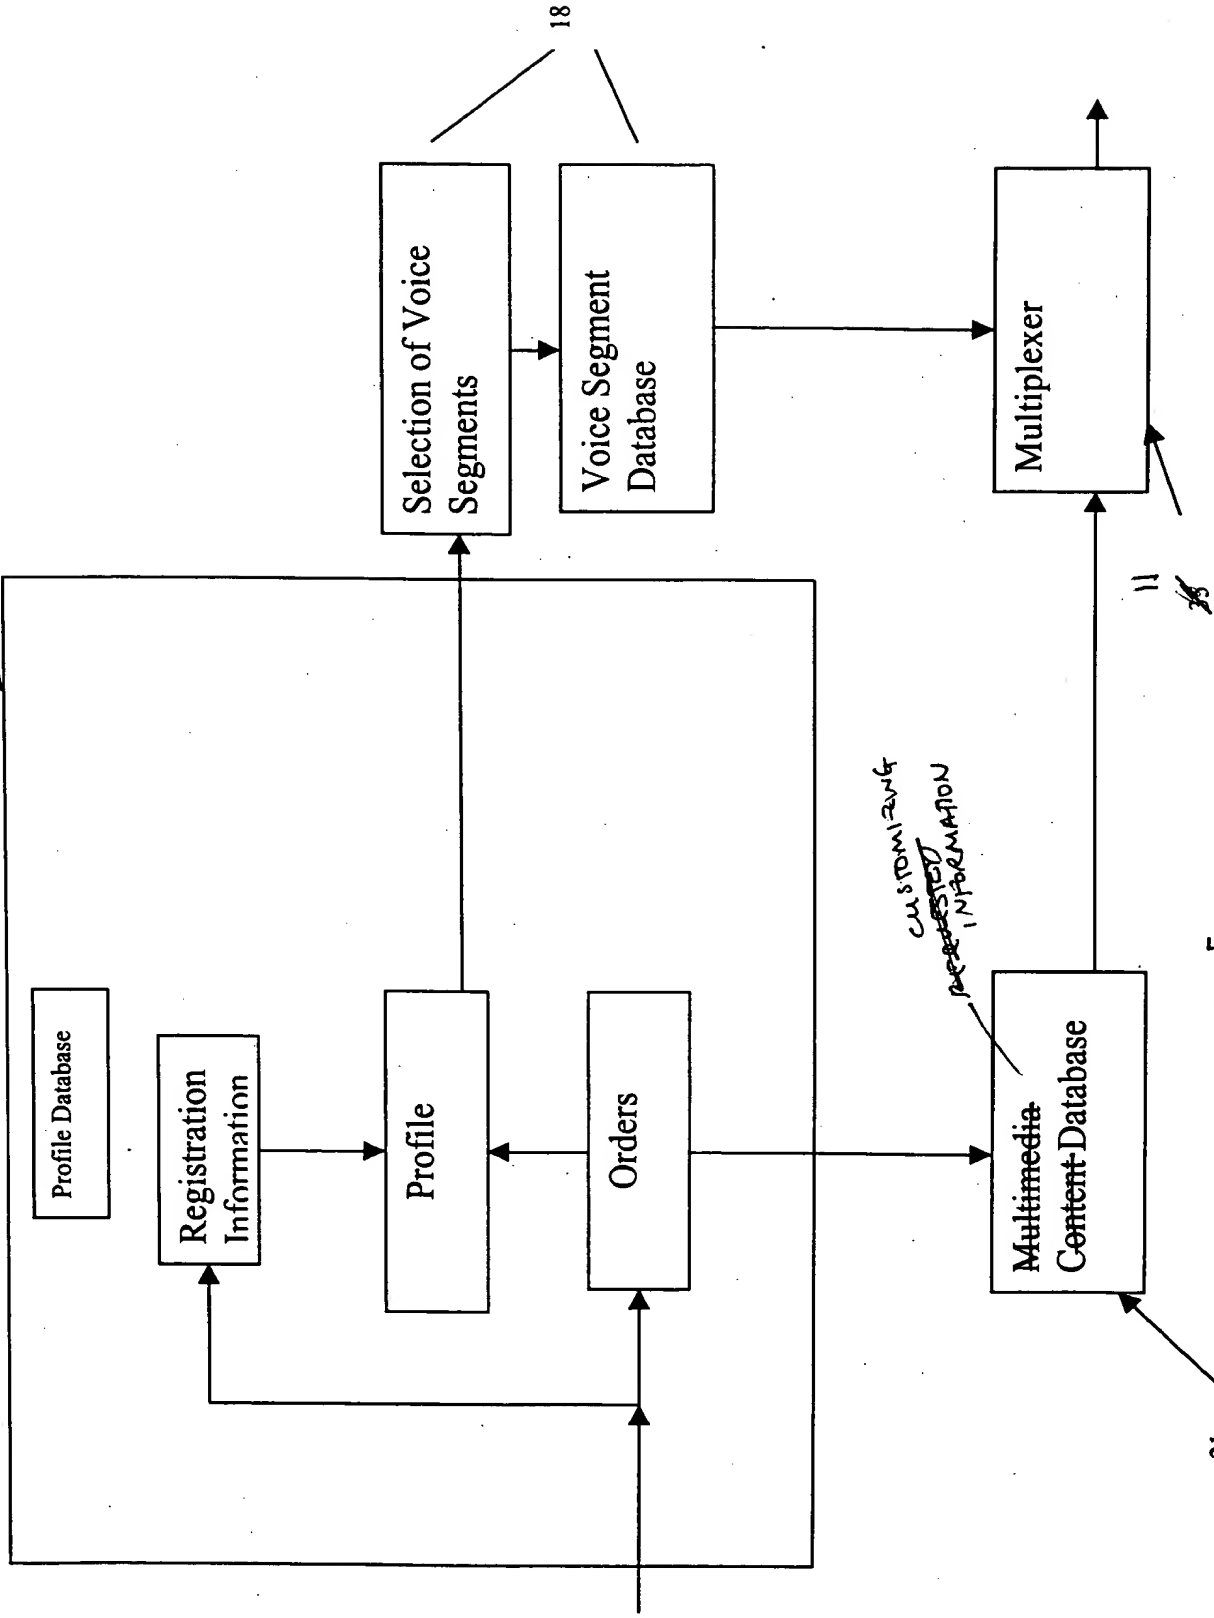 Profile Database
Registration
Information
Profile
Orders
Selection of Voice
Segments
Voice Segment
Database
18
CUSTOMIZING
REQUESTED
INFORMATION
Multimedia
Content Database
Multiplexer
11